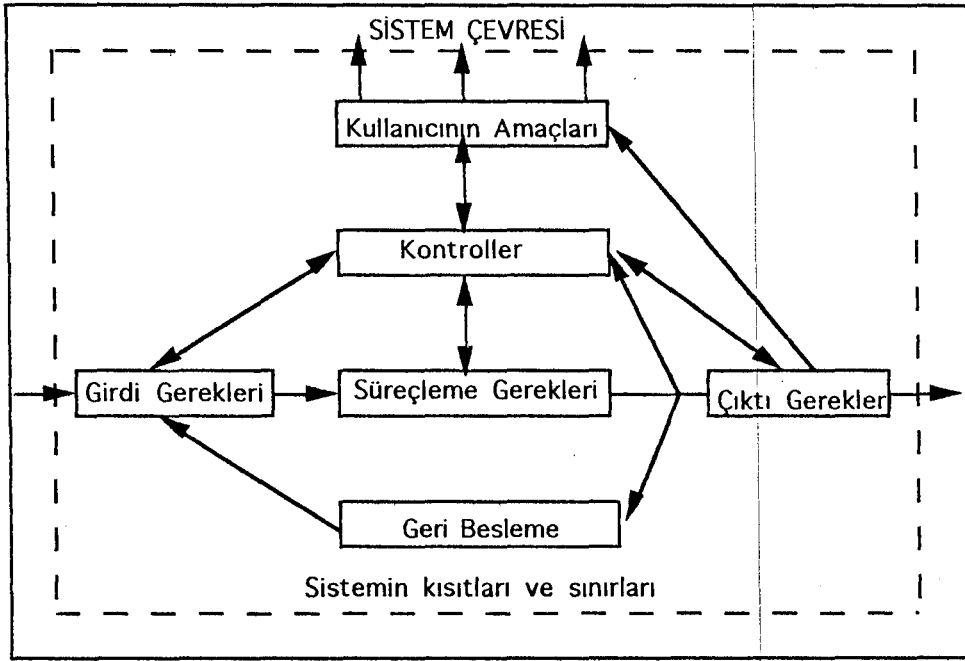 SİSTEM ÇEVRESİ
Kullanıcının Amaçları
Kontroller
Girdi Gerekleri
Süreçleme Gerekleri
Çıktı Gerekler
Geri Besleme
Sistemin kısıtları ve sınırları